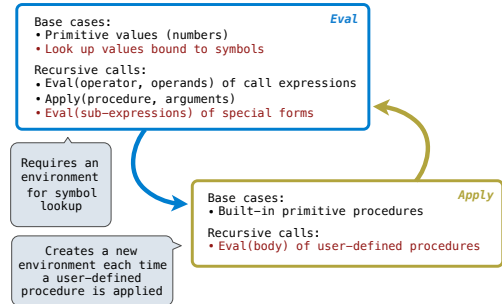 Eval
Base cases:
• Primitive values (numbers)
• Look up values bound to symbols
Recursive calls:
• Eval(operator, operands) of call expressions
• Apply(procedure, arguments)
• Eval(sub-expressions) of special forms
Requires an
environment
for symbol
lookup
Apply
Base cases:
• Built-in primitive procedures
Recursive calls:
• Eval(body) of user-defined procedures
Creates a new
environment each time
a user-defined
procedure is applied